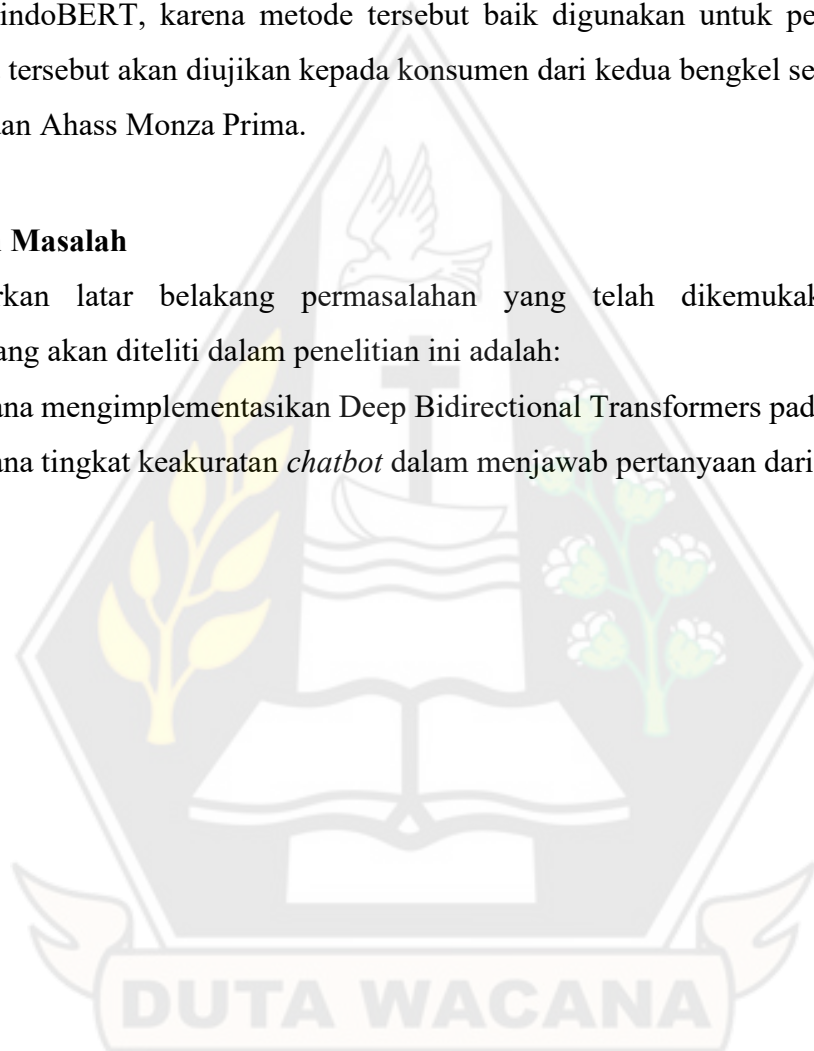 indoBERT, karena metode tersebut baik digunakan untuk pe
tersebut akan diujikan kepada konsumen dari kedua bengkel se
dan Ahass Monza Prima.
Masalah
rkan latar belakang permasalahan yang telah dikemukak
ang akan diteliti dalam penelitian ini adalah:
ana mengimplementasikan Deep Bidirectional Transformers pad
ana tingkat keakuratan chatbot dalam menjawab pertanyaan dari
DUTA WACANA